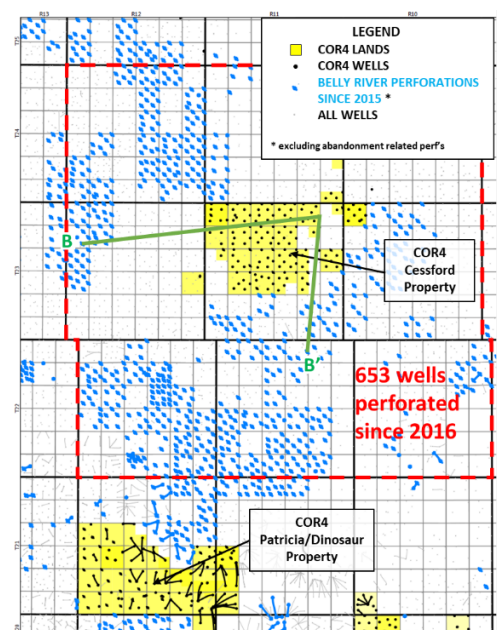 R13 R12 R11 R10
T25
LEGEND
COR4 LANDS
COR4 WELLS
BELLY RIVER PERFORATIONS
SINCE 2015 *
ALL WELLS
* excluding abandonment related perf's
T24
B
COR4
Cessford
Property
T23
B'
653 wells
perforated
since 2016
T22
COR4
Patricia/Dinosaur
Property
T21